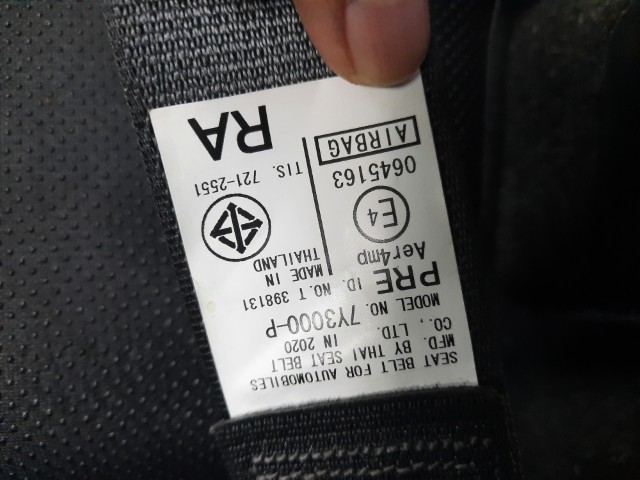 SEAT BELT FOR AUTOMOBILES
MFD. BY THAI SEAT BELT
CO., LTD. IN 2020
MODEL NO. 7Y3000-P
PRE ID. NO. T 398131
Aer4mp
MADE IN
THAILAND
E4
0645163
TIS. 721-2551
AIRBAG
RA